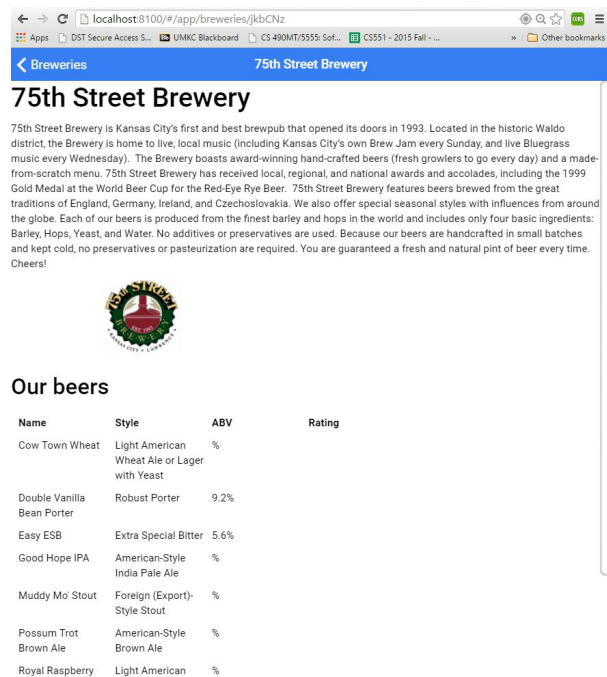 localhost:8100/#/app/breweries/jkbCNz
Apps DST Secure Access S... UMKC Blackboard CS 490MT/5555: Sof... CS551 - 2015 Fall - ... » Other bookmarks
Breweries 75th Street Brewery
75th Street Brewery
75th Street Brewery is Kansas City's first and best brewpub that opened its doors in 1993. Located in the historic Waldo
district, the Brewery is home to live, local music (including Kansas City's own Brew Jam every Sunday, and live Bluegrass
music every Wednesday). The Brewery boasts award-winning hand-crafted beers (fresh growlers to go every day) and a made-
from-scratch menu. 75th Street Brewery has received local, regional, and national awards and accolades, including the 1999
Gold Medal at the World Beer Cup for the Red-Eye Rye Beer. 75th Street Brewery features beers brewed from the great
traditions of England, Germany, Ireland, and Czechoslovakia. We also offer special seasonal styles with influences from around
the globe. Each of our beers is produced from the finest barley and hops in the world and includes only four basic ingredients:
Barley, Hops, Yeast, and Water. No additives or preservatives are used. Because our beers are handcrafted in small batches
and kept cold, no preservatives or pasteurization are required. You are guaranteed a fresh and natural pint of beer every time.
Cheers!
75th STREET
EST. 1993
BREWERY
KANSAS CITY • LAWRENCE
Our beers
Name Style ABV Rating
Cow Town Wheat Light American %
Wheat Ale or Lager
with Yeast
Double Vanilla Robust Porter 9.2%
Bean Porter
Easy ESB Extra Special Bitter 5.6%
Good Hope IPA American-Style %
India Pale Ale
Muddy Mo' Stout Foreign (Export)- %
Style Stout
Possum Trot American-Style %
Brown Ale Brown Ale
Royal Raspberry Light American %